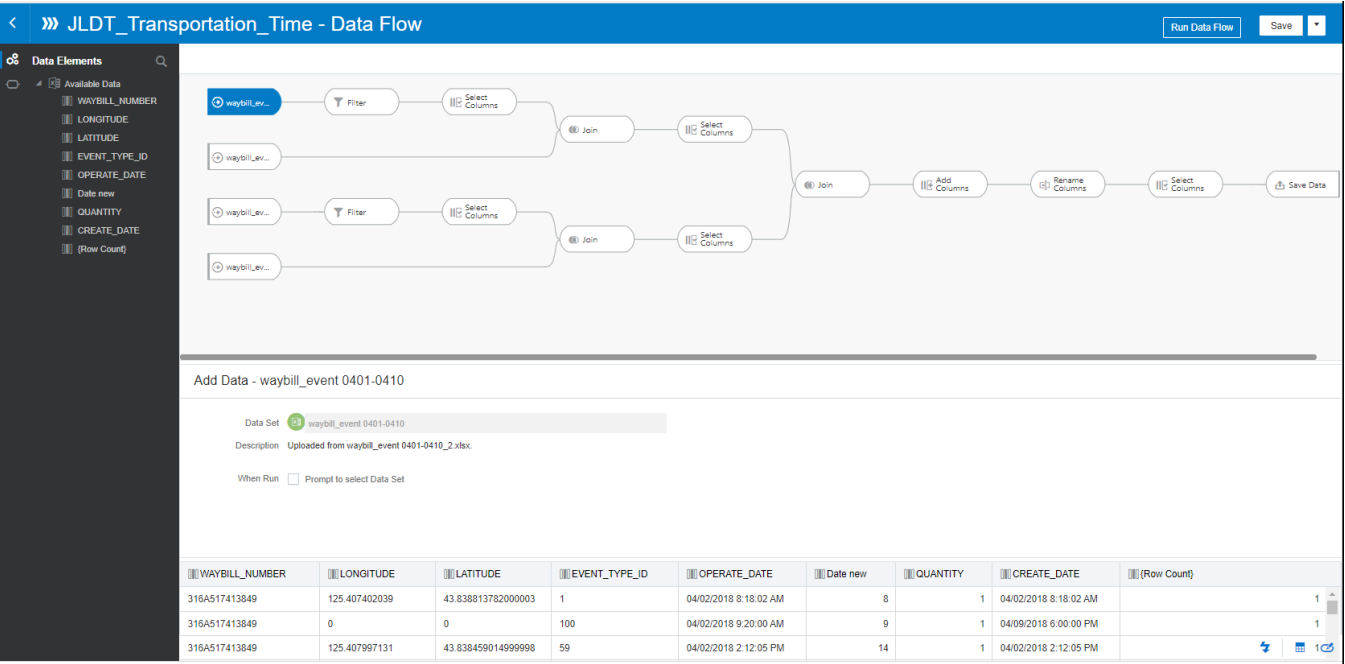 JLDT_Transportation_Time - Data Flow
Run Data Flow
Save
Data Elements
Available Data
WAYBILL_NUMBER
LONGITUDE
LATITUDE
EVENT_TYPE_ID
OPERATE_DATE
Date new
QUANTITY
CREATE_DATE
{Row Count}
waybill_ev...
Filter
Select
Columns
waybill_ev...
Join
Select
Columns
waybill_ev...
Filter
Select
Columns
waybill_ev...
Join
Select
Columns
Join
Add
Columns
Rename
Columns
Select
Columns
Save Data
Add Data - waybill_event 0401-0410
Data Set waybill_event 0401-0410
Description Uploaded from waybill_event 0401-0410_2.xlsx.
When Run Prompt to select Data Set
WAYBILL_NUMBER LONGITUDE LATITUDE EVENT_TYPE_ID OPERATE_DATE Date new QUANTITY CREATE_DATE {Row Count}
316A517413849 125.407402039 43.838813782000003 1 04/02/2018 8:18:02 AM 8 1 04/02/2018 8:18:02 AM 1
316A517413849 0 0 100 04/02/2018 9:20:00 AM 9 1 04/09/2018 6:00:00 PM 1
316A517413849 125.407997131 43.838459014999998 59 04/02/2018 2:12:05 PM 14 1 04/02/2018 2:12:05 PM 1